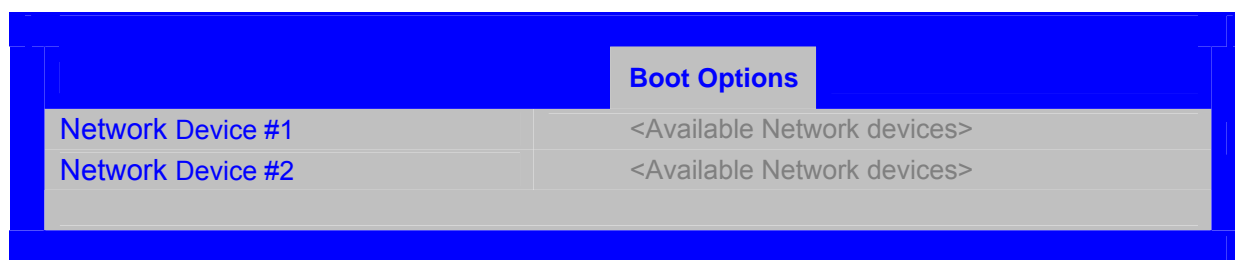 Boot Options
Network Device #1 <Available Network devices>
Network Device #2 <Available Network devices>